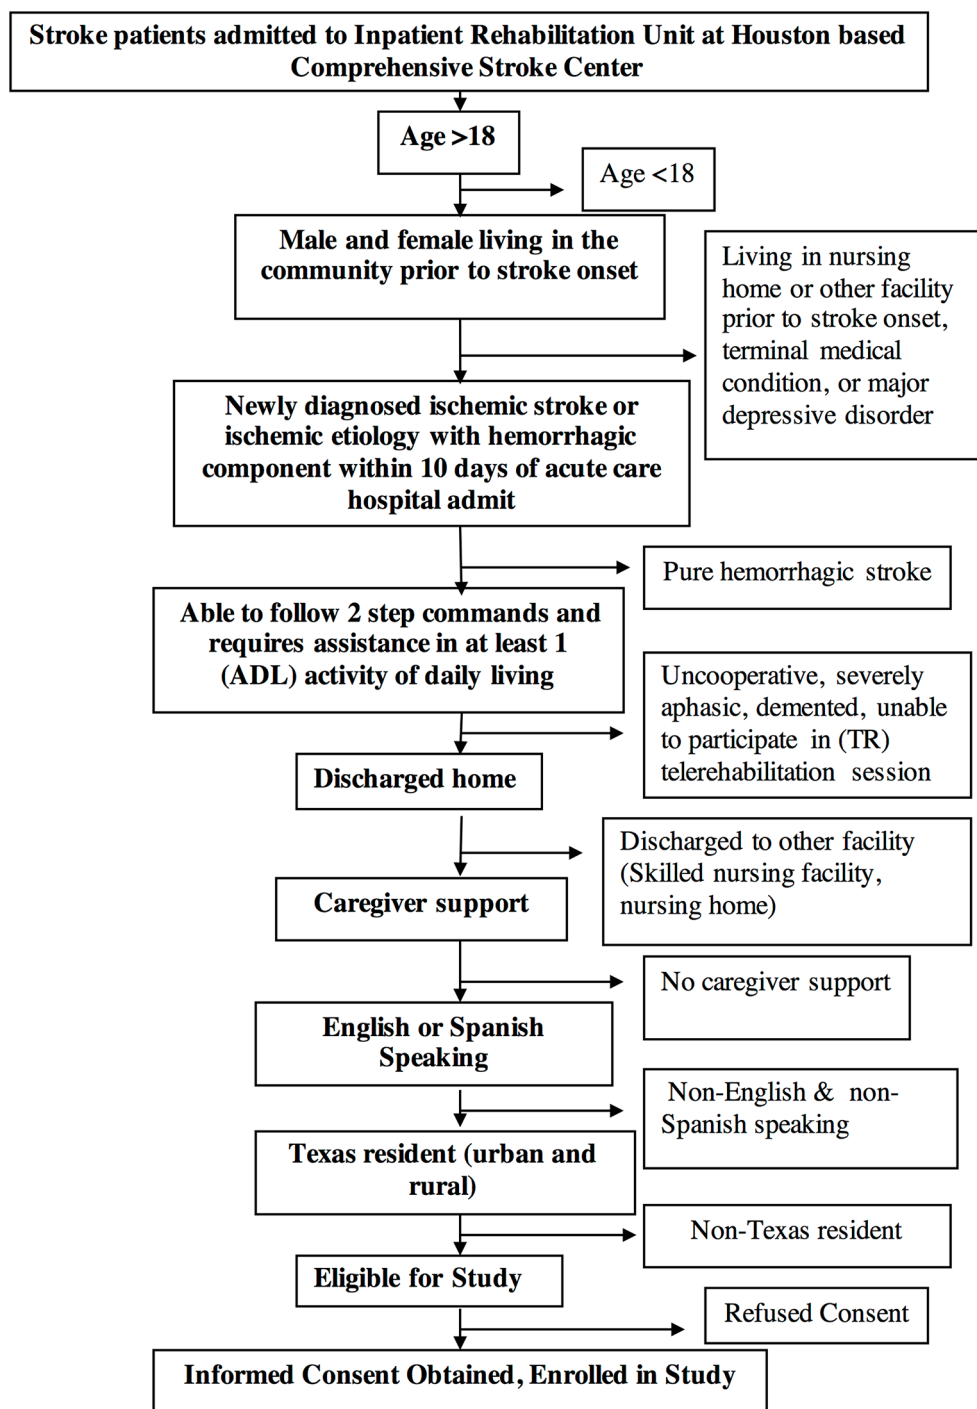 Stroke patients admitted to Inpatient Rehabilitation Unit at Houston based
Comprehensive Stroke Center
Age >18
Age <18
Male and female living in the
community prior to stroke onset
Living in nursing
home or other facility
prior to stroke onset,
terminal medical
condition, or major
depressive disorder
Newly diagnosed ischemic stroke or
ischemic etiology with hemorrhagic
component within 10 days of acute care
hospital admit
Pure hemorrhagic stroke
Able to follow 2 step commands and
requires assistance in at least 1
(ADL) activity of daily living
Uncooperative, severely
aphasic, demented, unable
to participate in (TR)
telerehabilitation session
Discharged home
Discharged to other facility
(Skilled nursing facility,
nursing home)
Caregiver support
No caregiver support
English or Spanish
Speaking
Non-English & non-
Spanish speaking
Texas resident (urban and
rural)
Non-Texas resident
Eligible for Study
Refused Consent
Informed Consent Obtained, Enrolled in Study